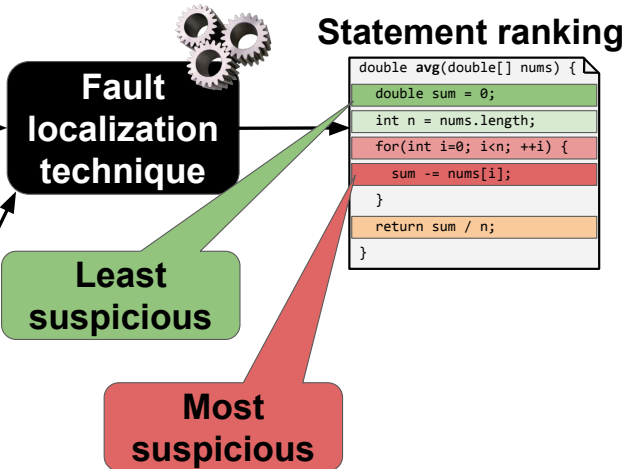 Statement ranking
Fault
localization
technique
double avg(double[] nums) {
double sum = 0;
int n = nums.length;
for(int i=0; i<n; ++i) {
sum -= nums[i];
}
return sum / n;
}
Least
suspicious
Most
suspicious